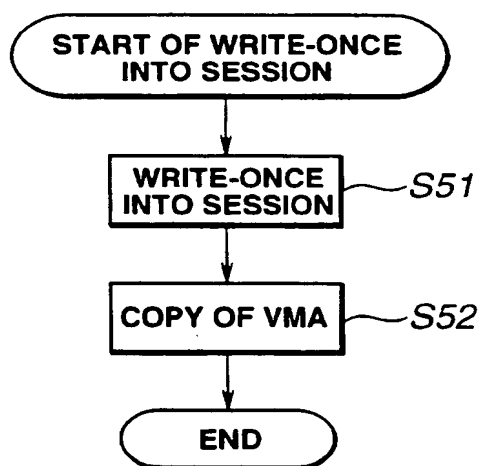 START OF WRITE-ONCE
INTO SESSION
WRITE-ONCE
INTO SESSION
S51
COPY OF VMA
S52
END